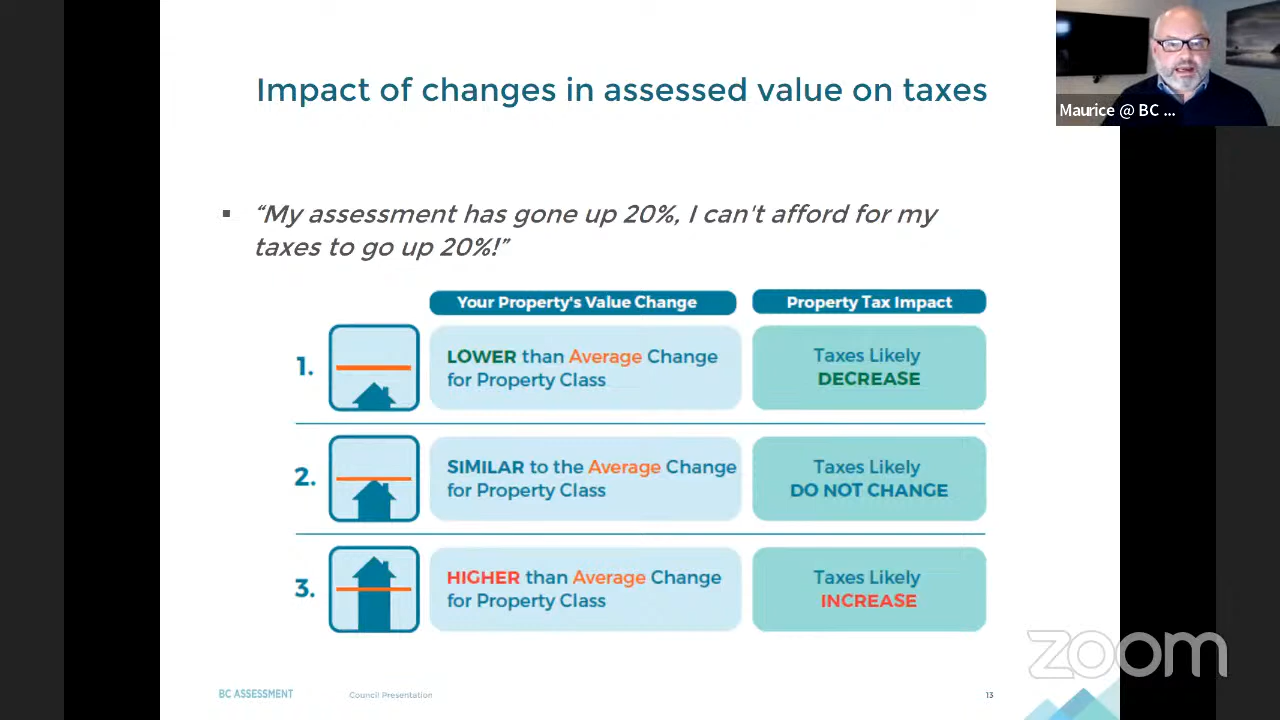 Impact of changes in assessed value on taxes
Maurice @ BC ...
▪ “My assessment has gone up 20%, I can't afford for my
taxes to go up 20%!”
Your Property's Value Change
Property Tax Impact
1.
LOWER than Average Change
for Property Class
Taxes Likely
DECREASE
2.
SIMILAR to the Average Change
for Property Class
Taxes Likely
DO NOT CHANGE
3.
HIGHER than Average Change
for Property Class
Taxes Likely
INCREASE
zoom
BC ASSESSMENT
Council Presentation
13